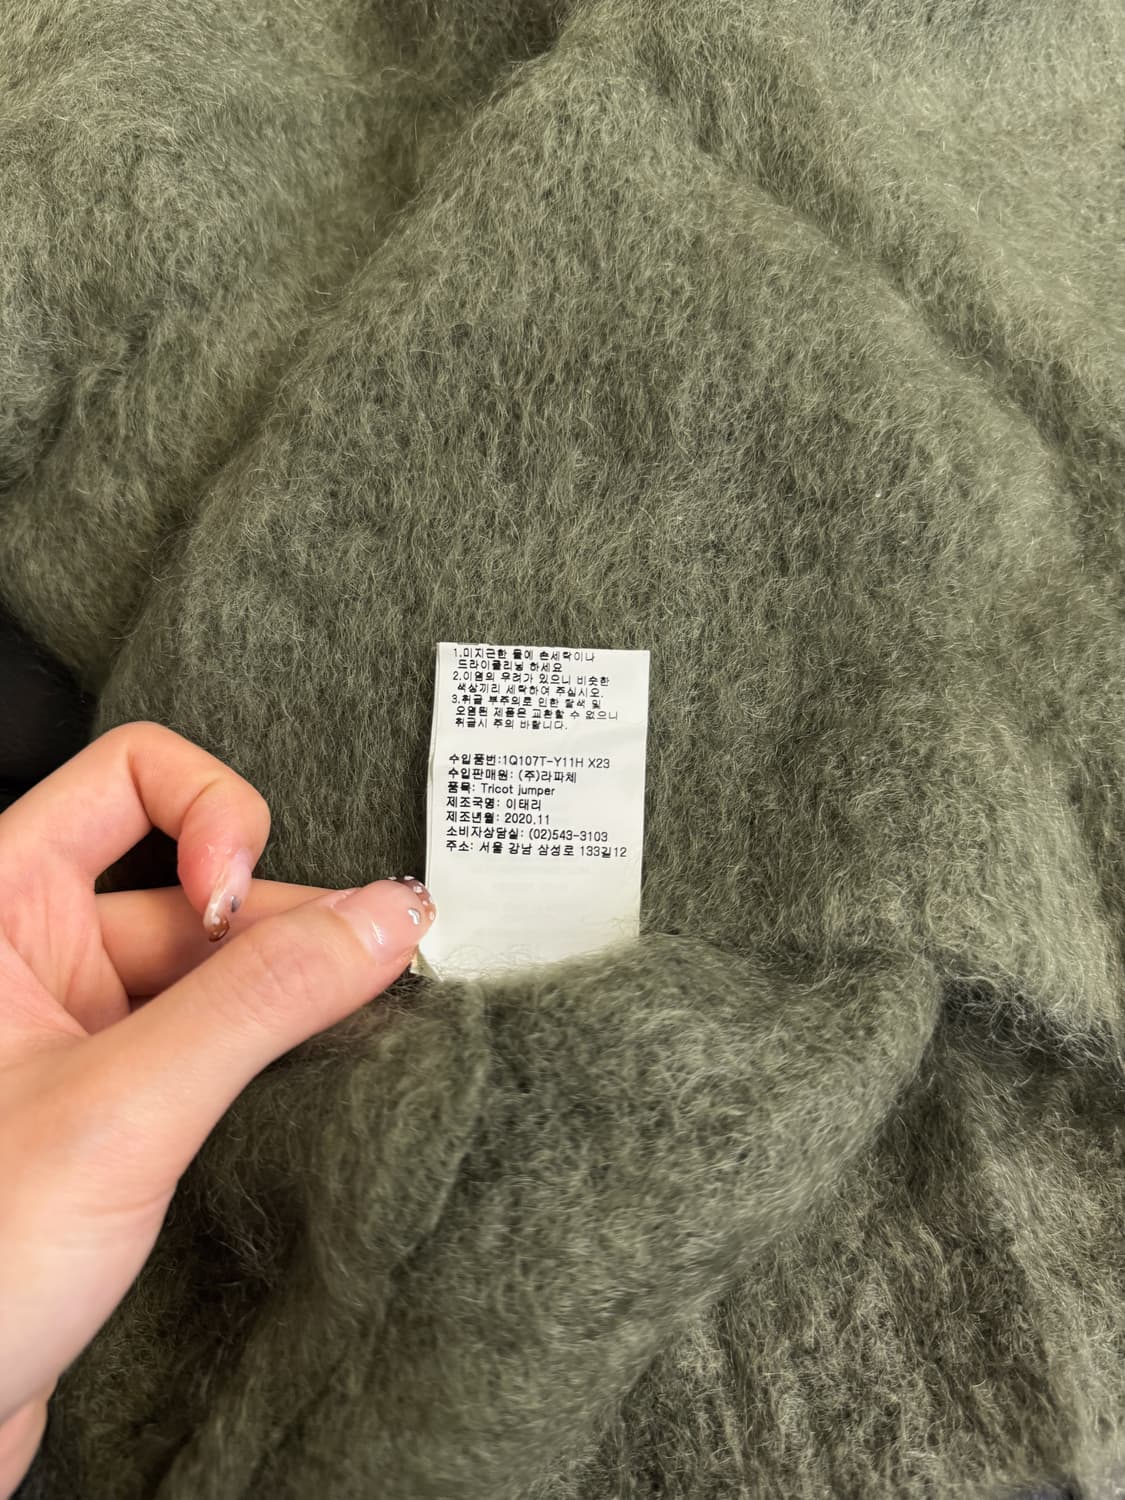 1.미지근한 물에 손세탁이나
드라이클리닝 하세요
2.이염의 우려가 있으니 비슷한
색상끼리 세탁하여 주십시오.
3.취급 부주의로 인한 탈색 및
오염된 제품은 교환할 수 없으니
취급시 주의 바랍니다.
수입품번:1Q107T-Y11H X23
수입판매원: (주)라파체
품목: Tricot jumper
제조국명: 이태리
제조년월: 2020.11
소비자상담실: (02)543-3103
주소: 서울 강남 삼성로 133길12